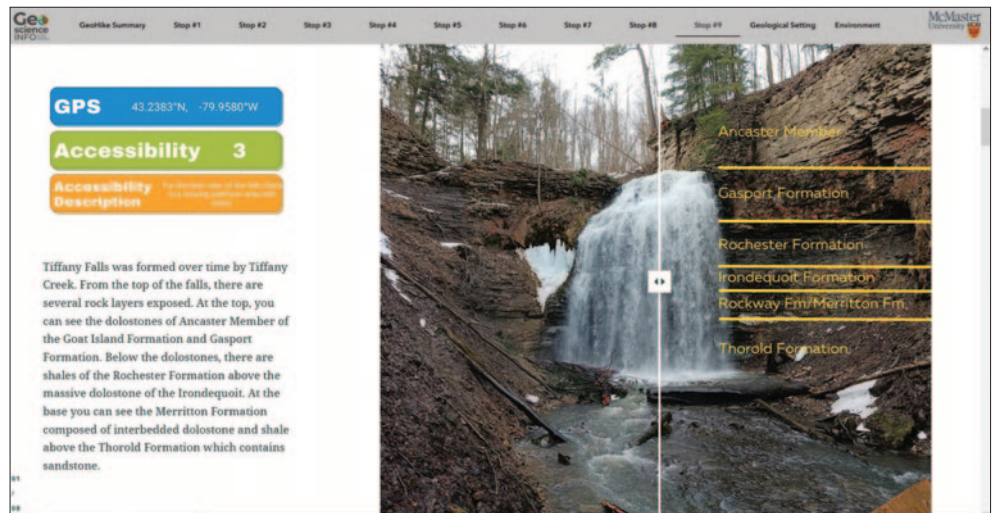 Geo
science
INFO
GeoHike Summary
Stop #1
Stop #2
Stop #3
Stop #4
Stop #5
Stop #6
Stop #7
Stop #8
Stop #9
Geological Setting
Environment
McMaster
University
GPS 43.2383°N, -79.9580°W
Accessibility 3
Accessibility
Description
Tiffany Falls was formed over time by Tiffany
Creek. From the top of the falls, there are
several rock layers exposed. At the top, you
can see the dolostones of Ancaster Member of
the Goat Island Formation and Gasport
Formation. Below the dolostones, there are
shales of the Rochester Formation above the
massive dolostone of the Irondequoit. At the
base you can see the Merritton Formation
composed of interbedded dolostone and shale
above the Thorold Formation which contains
sandstone.
01
/
08
Ancaster Member
Gasport Formation
Rochester Formation
Irondequoit Formation
Rockway Fm/Merritton Fm.
Thorold Formation